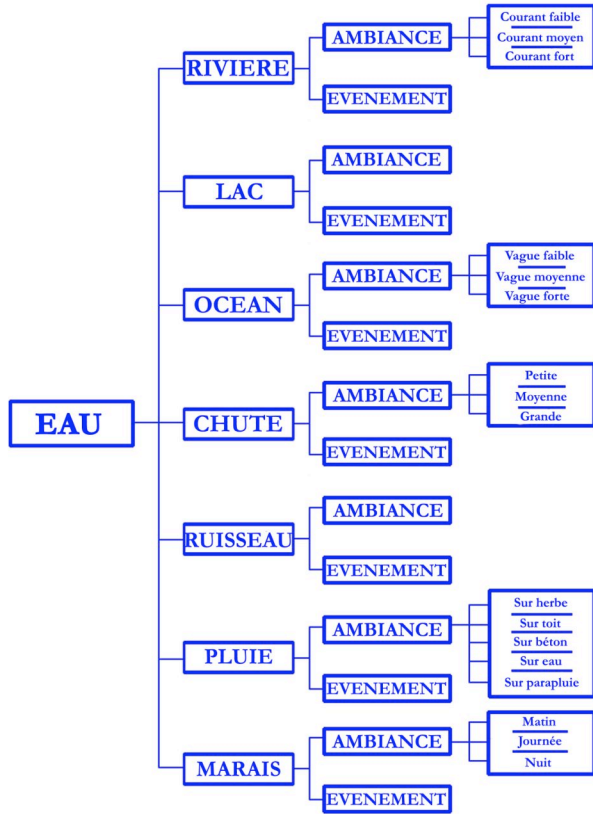 EAU
RIVIERE
AMBIANCE
Courant faible
Courant moyen
Courant fort
EVENEMENT
LAC
AMBIANCE
EVENEMENT
OCEAN
AMBIANCE
Vague faible
Vague moyenne
Vague forte
EVENEMENT
CHUTE
AMBIANCE
Petite
Moyenne
Grande
EVENEMENT
RUISSEAU
AMBIANCE
EVENEMENT
PLUIE
AMBIANCE
Sur herbe
Sur toit
Sur béton
Sur eau
Sur parapluie
EVENEMENT
MARAIS
AMBIANCE
Matin
Journée
Nuit
EVENEMENT